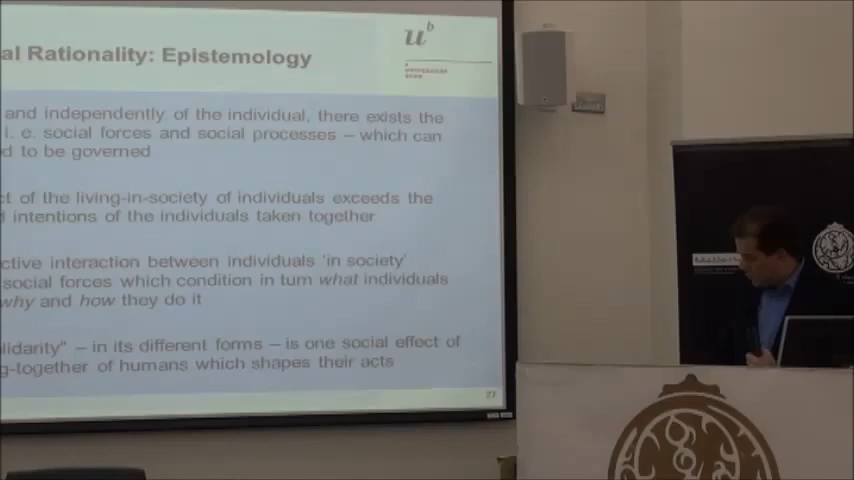 al Rationality: Epistemology
u^b
UNIVERSITÄT
BERN
and independently of the individual, there exists the
i. e. social forces and social processes – which can
d to be governed
ct of the living-in-society of individuals exceeds the
d intentions of the individuals taken together
ctive interaction between individuals 'in society'
social forces which condition in turn what individuals
why and how they do it
lidarity" – in its different forms – is one social effect of
g-together of humans which shapes their acts
27